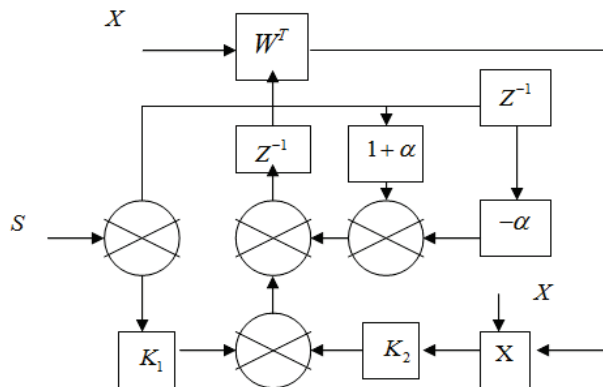 X
W^T
Z^{-1}
Z^{-1}
1+α
S
-α
X
K_1
K_2
X